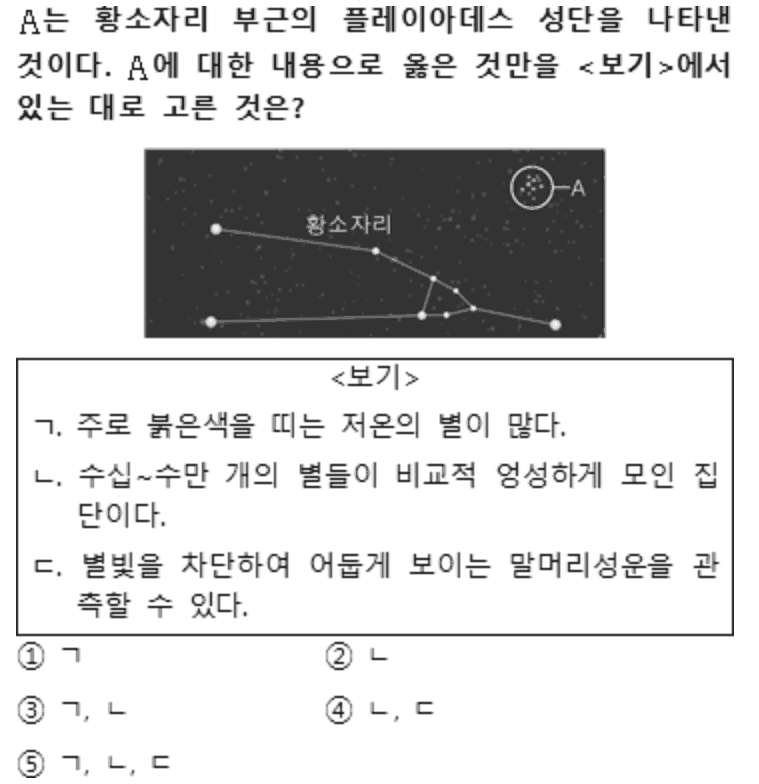 A는 황소자리 부근의 플레이아데스 성단을 나타낸
것이다. A에 대한 내용으로 옳은 것만을 <보기>에서
있는 대로 고른 것은?
A
황소자리
<보기>
ㄱ. 주로 붉은색을 띠는 저온의 별이 많다.
ㄴ. 수십~수만 개의 별들이 비교적 엉성하게 모인 집
단이다.
ㄷ. 별빛을 차단하여 어둡게 보이는 말머리성운을 관
측할 수 있다.
① ㄱ ② ㄴ
③ ㄱ, ㄴ ④ ㄴ, ㄷ
⑤ ㄱ, ㄴ, ㄷ